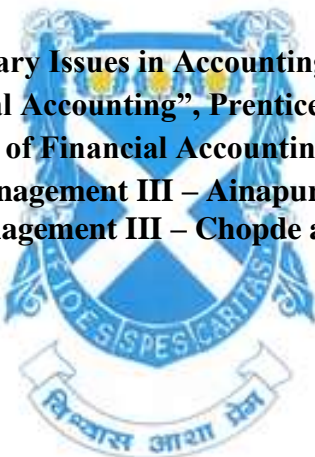 ary Issues in Accounting
al Accounting”, Prentice
of Financial Accountin
nagement III – Ainapur
nagement III – Chopde a
FIDES SPES CARITAS
विश्वास आशा प्रेम